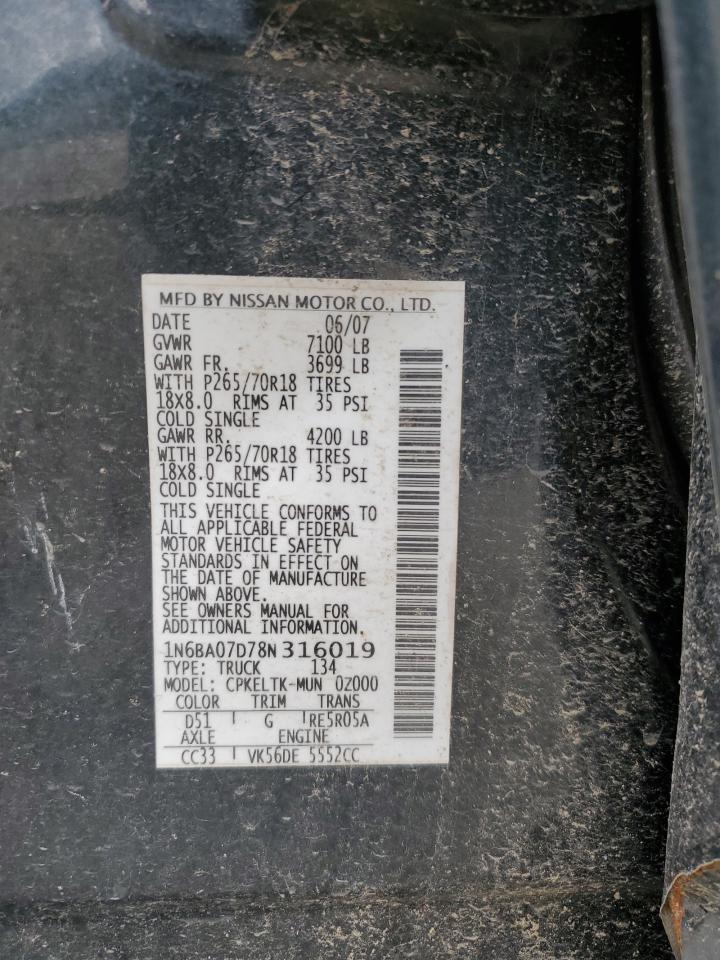 MFD BY NISSAN MOTOR CO., LTD.
DATE 06/07
GVWR 7100 LB
GAWR FR. 3699 LB
WITH P265/70R18 TIRES
18X8.0 RIMS AT 35 PSI
COLD SINGLE
GAWR RR. 4200 LB
WITH P265/70R18 TIRES
18X8.0 RIMS AT 35 PSI
COLD SINGLE
THIS VEHICLE CONFORMS TO
ALL APPLICABLE FEDERAL
MOTOR VEHICLE SAFETY
STANDARDS IN EFFECT ON
THE DATE OF MANUFACTURE
SHOWN ABOVE.
SEE OWNERS MANUAL FOR
ADDITIONAL INFORMATION.
1N6BA07D78N316019
TYPE: TRUCK 134
MODEL: CPKELTK-MUN 0Z000
COLOR TRIM TRANS
D51 G RE5R05A
AXLE ENGINE
CC33 VK56DE 5552CC